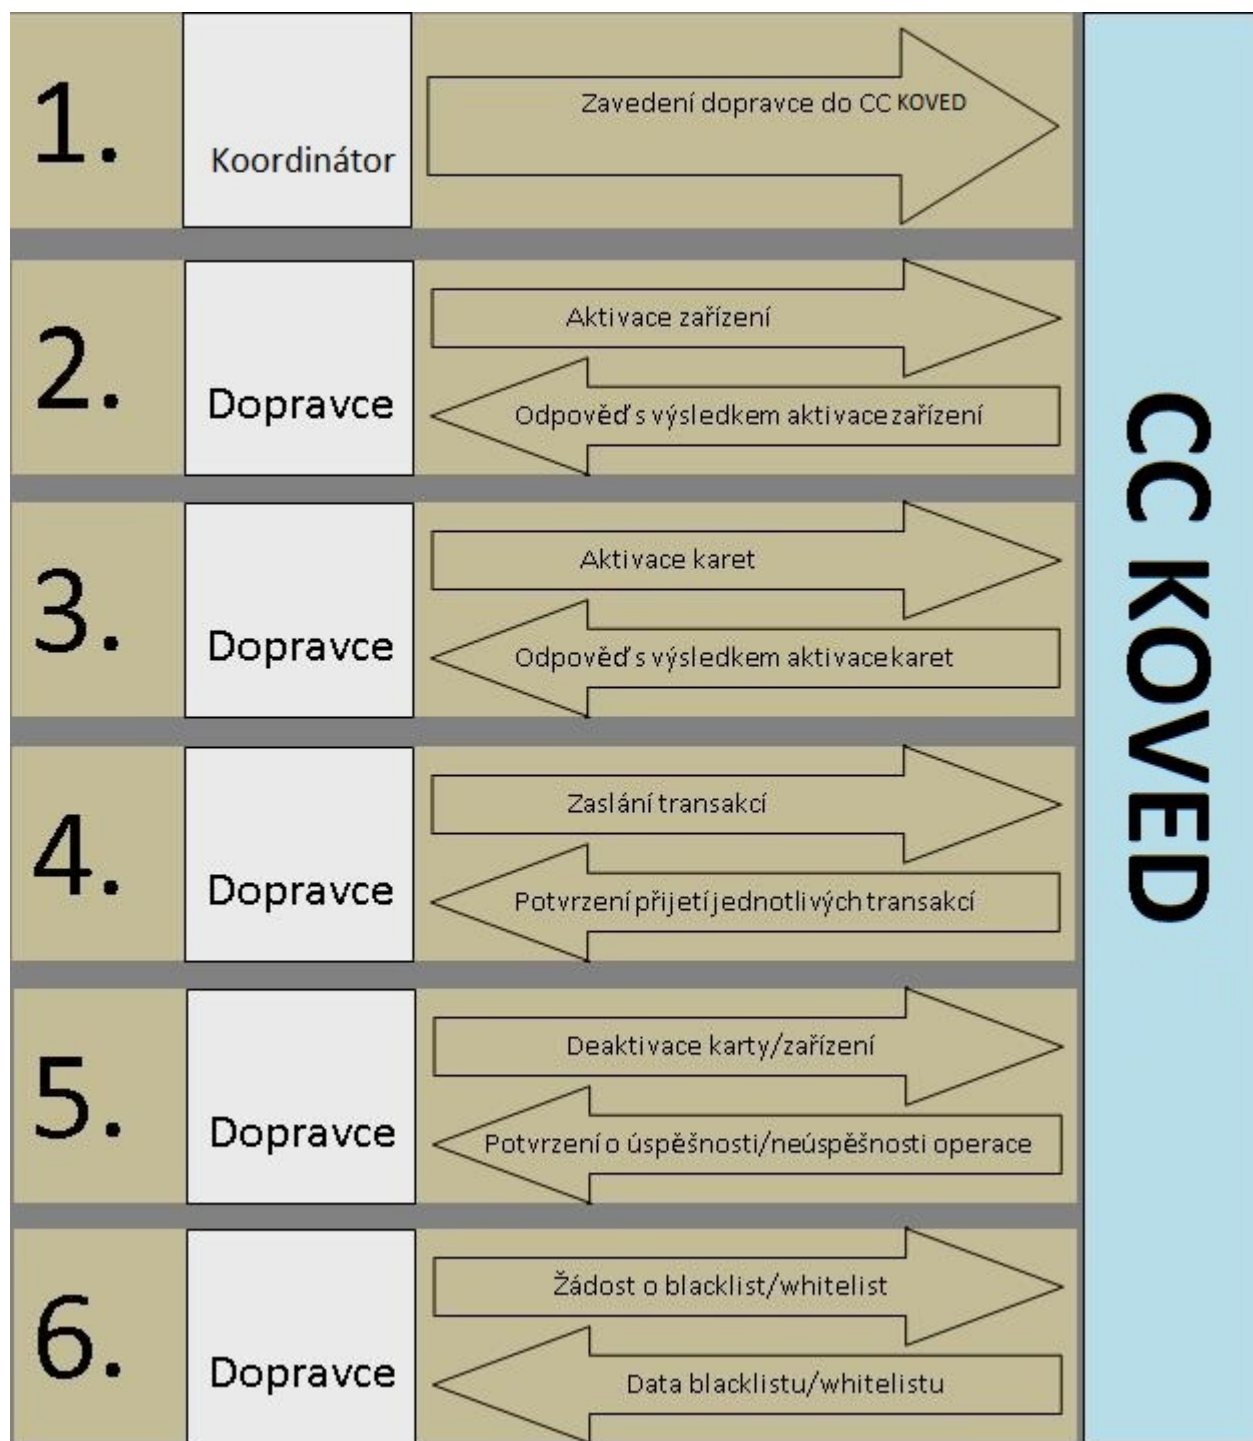 1.
Koordinátor
Zavedení dopravce do CC KOVED
2.
Dopravce
Aktivace zařízení
Odpověď s výsledkem aktivace zařízení
3.
Dopravce
Aktivace karet
Odpověď s výsledkem aktivace karet
4.
Dopravce
Zaslání transakcí
Potvrzení přijetí jednotlivých transakcí
5.
Dopravce
Deaktivace karty/zařízení
Potvrzení o úspěšnosti/neúspěšnosti operace
6.
Dopravce
Žádost o blacklist/whitelist
Data blacklistu/whitelistu
CC KOVED